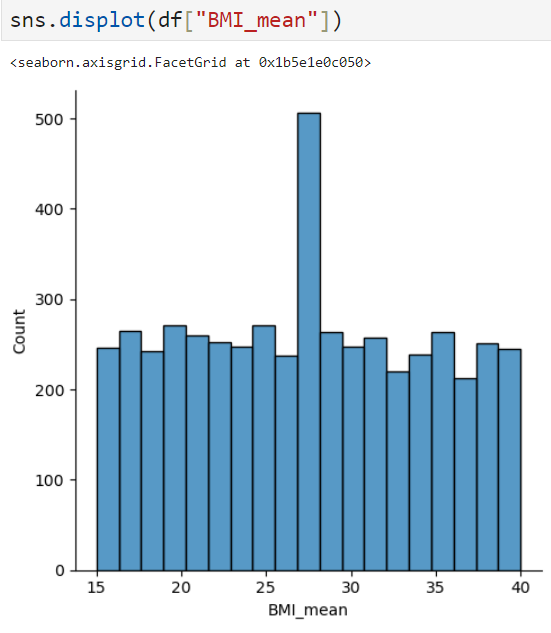 sns.displot(df["BMI_mean"])
<seaborn.axisgrid.FacetGrid at 0x1b5e1e0c050>
500
400
300
200
100
0
Count
15 20 25 30 35 40
BMI_mean